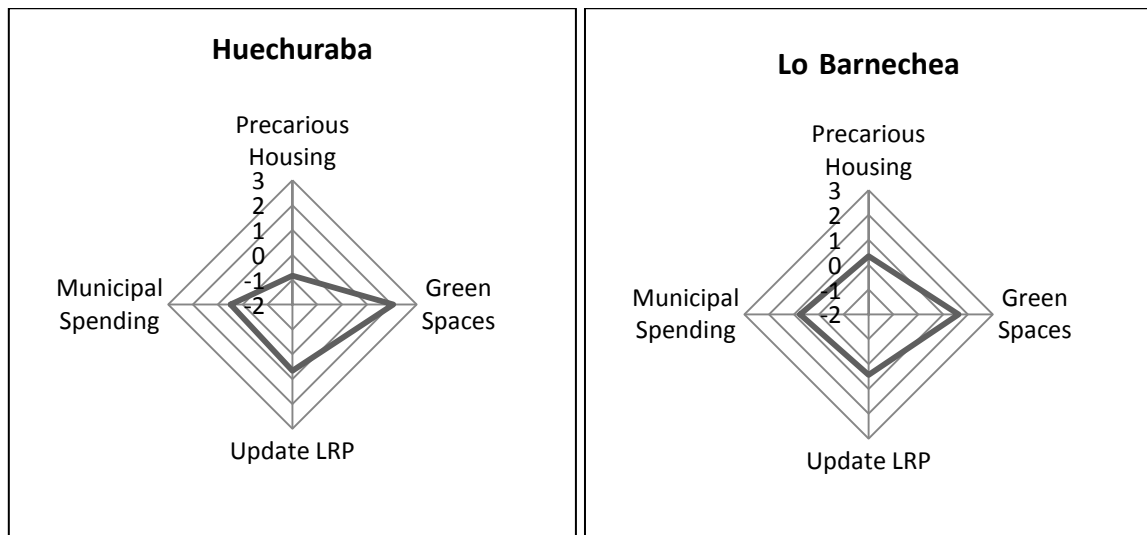 Huechuraba
Precarious
Housing
3
2
1
0
-1
-2
Municipal
Spending
Green
Spaces
Update LRP
Lo Barnechea
Precarious
Housing
3
2
1
0
-1
-2
Municipal
Spending
Green
Spaces
Update LRP